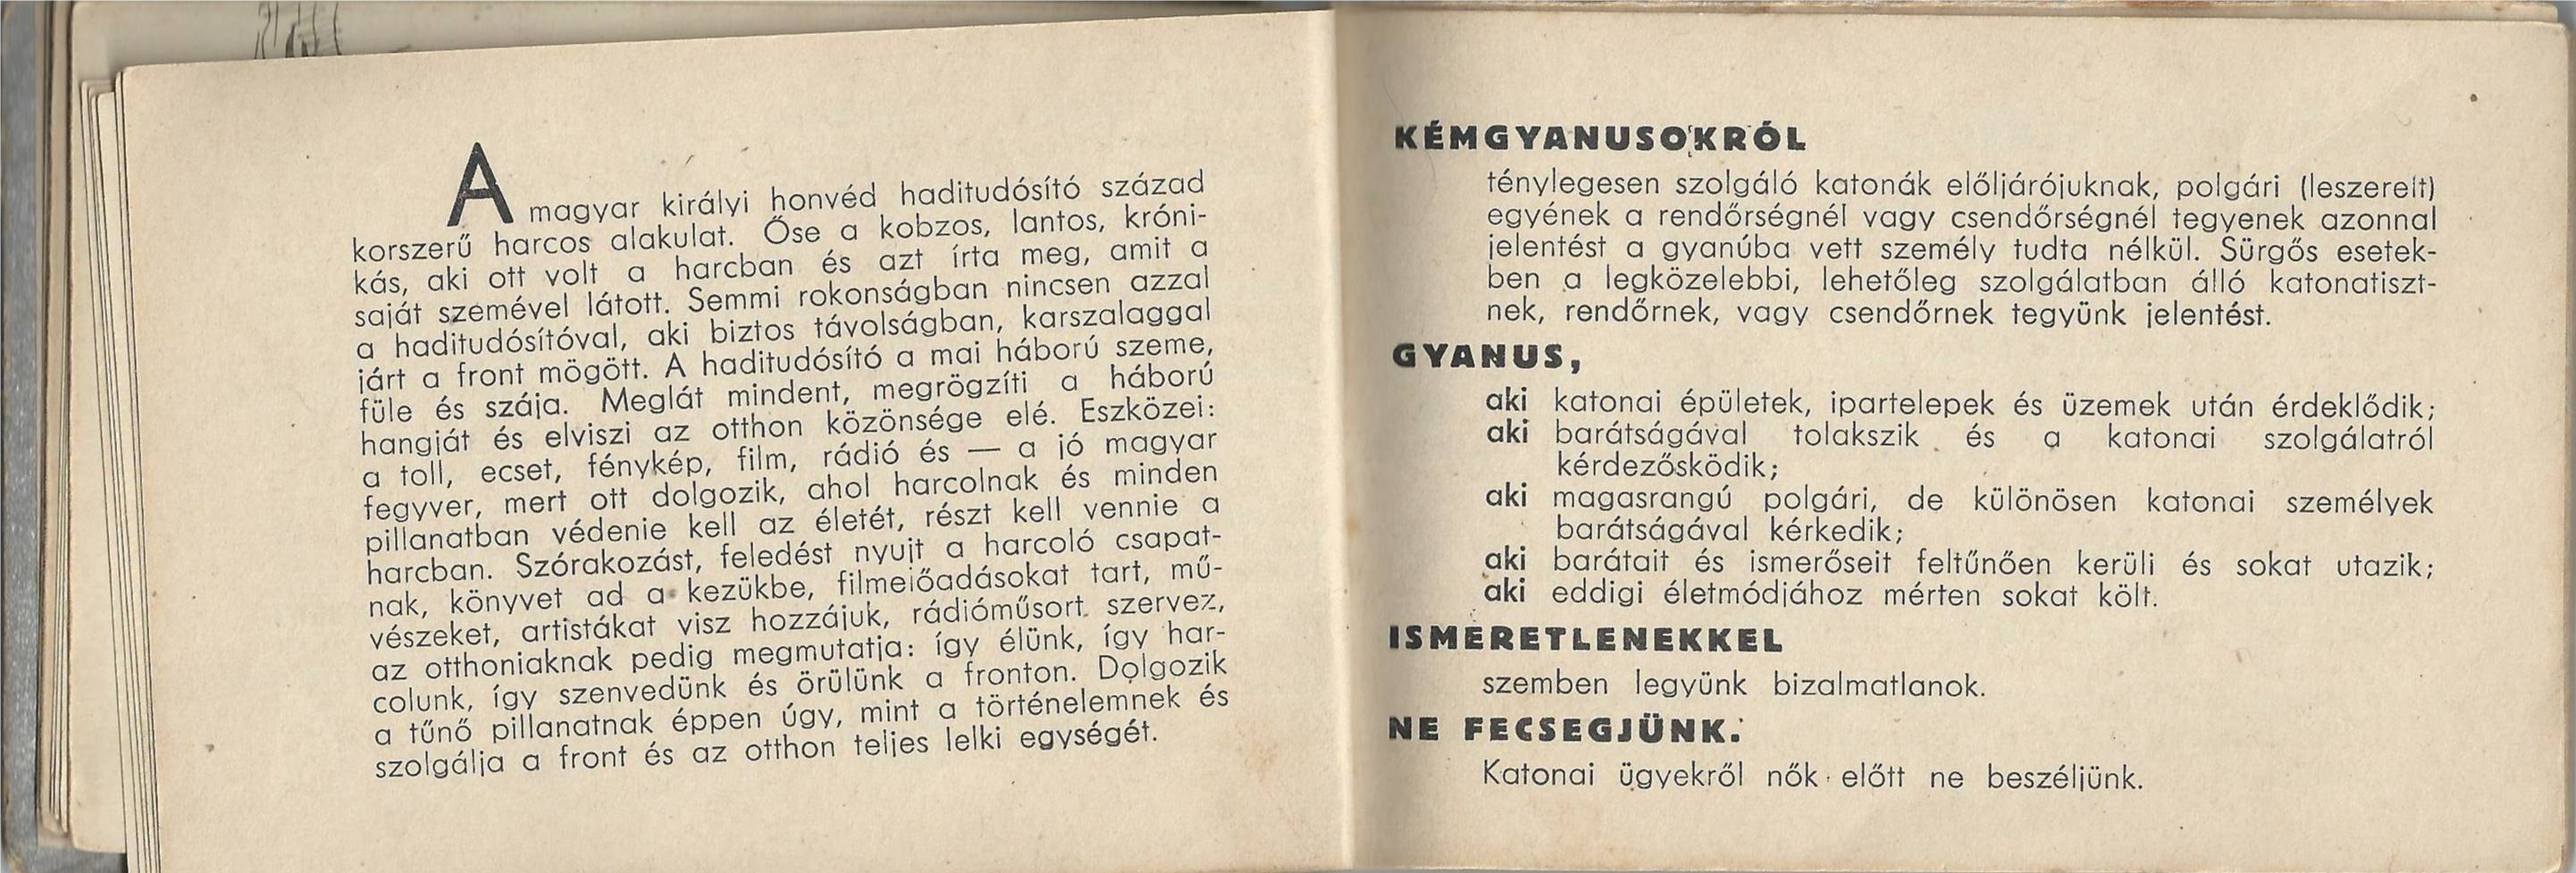 A magyar királyi honvéd haditudósító század
korszerű harcos alakulat. Őse a kobzos, lantos, króni-
kás, aki ott volt a harcban és azt írta meg, amit a
saját szemével látott. Semmi rokonságban nincsen azzal
a haditudósítóval, aki biztos távolságban, karszalaggal
járt a front mögött. A haditudósító a mai háború szeme,
füle és szája. Meglát mindent, megrögzíti a háború
hangját és elviszi az otthon közönsége elé. Eszközei:
a toll, ecset, fénykép, film, rádió és — a jó magyar
fegyver, mert ott dolgozik, ahol harcolnak és minden
pillanatban védenie kell az életét, részt kell vennie a
harcban. Szórakozást, feledést nyujt a harcoló csapat-
nak, könyvet ad a kezükbe, filmelőadásokat tart, mű-
vészeket, artistákat visz hozzájuk, rádióműsort szervez,
az otthoniaknak pedig megmutatja: így élünk, így har-
colunk, így szenvedünk és örülünk a fronton. Dolgozik
a tűnő pillanatnak éppen úgy, mint a történelemnek és
szolgálja a front és az otthon teljes lelki egységét.
KÉMGYANUSOKRÓL
ténylegesen szolgáló katonák előljárójuknak, polgári (leszerelt)
egyének a rendőrségnél vagy csendőrségnél tegyenek azonnal
jelentést a gyanúba vett személy tudta nélkül. Sürgős esetek-
ben a legközelebbi, lehetőleg szolgálatban álló katonatiszt-
nek, rendőrnek, vagy csendőrnek tegyünk jelentést.
GYANUS,
aki katonai épületek, ipartelepek és üzemek után érdeklődik;
aki barátságával tolakszik és a katonai szolgálatról
kérdezősködik;
aki magasrangú polgári, de különösen katonai személyek
barátságával kérkedik;
aki barátait és ismerőseit feltűnően kerüli és sokat utazik;
aki eddigi életmódjához mérten sokat költ.
ISMERETLENEKKEL
szemben legyünk bizalmatlanok.
NE FECSEGJÜNK.
Katonai ügyekről nők előtt ne beszéljünk.